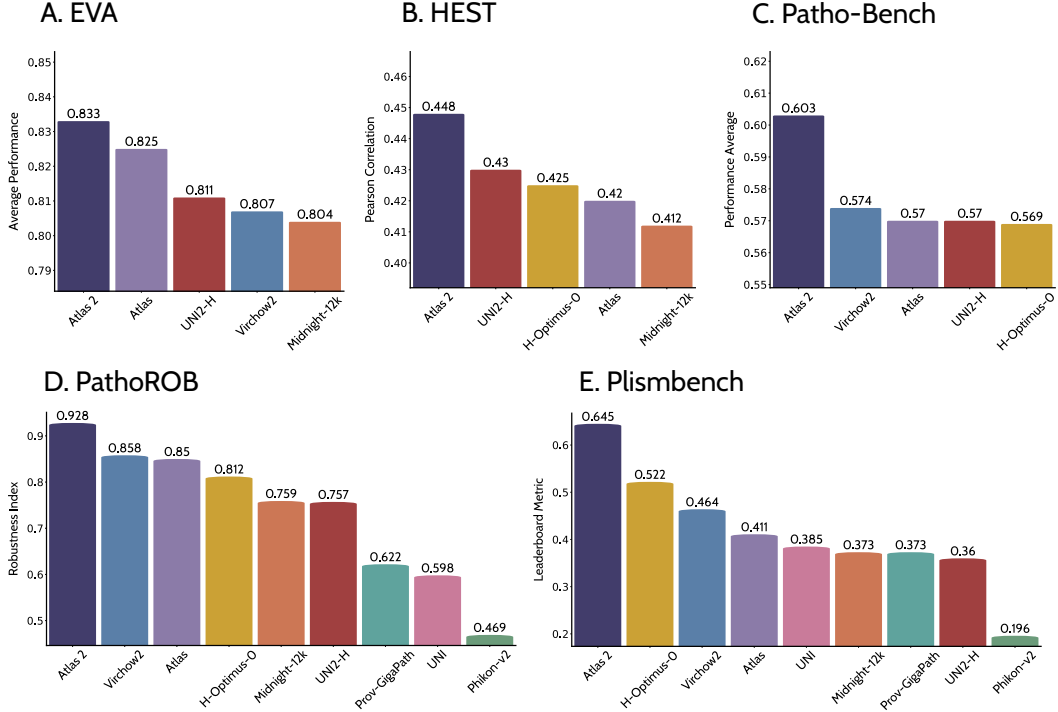 A. EVA
Average Performance
0.85
0.84
0.83
0.82
0.81
0.80
0.79
0.833
0.825
0.811
0.807
0.804
Atlas 2
Atlas
UNI2-H
Virchow2
Midnight-12k
B. HEST
Pearson Correlation
0.46
0.45
0.44
0.43
0.42
0.41
0.40
0.448
0.43
0.425
0.42
0.412
Atlas 2
UNI2-H
H-Optimus-0
Atlas
Midnight-12k
C. Patho-Bench
Performance Average
0.62
0.61
0.60
0.59
0.58
0.57
0.56
0.55
0.603
0.574
0.57
0.57
0.569
Atlas 2
Virchow2
Atlas
UNI2-H
H-Optimus-0
D. PathoROB
Robustness Index
0.9
0.8
0.7
0.6
0.5
0.928
0.858
0.85
0.812
0.759
0.757
0.622
0.598
0.469
Atlas 2
Virchow2
Atlas
H-Optimus-0
Midnight-12k
UNI2-H
Prov-GigaPath
UNI
Phikon-v2
E. Plismbench
Leaderboard Metric
0.6
0.5
0.4
0.3
0.2
0.645
0.522
0.464
0.411
0.385
0.373
0.373
0.36
0.196
Atlas 2
H-Optimus-0
Virchow2
Atlas
UNI
Midnight-12k
Prov-GigaPath
UNI2-H
Phikon-v2